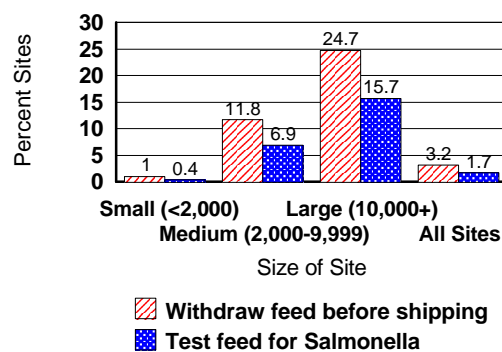 Percent Sites
30
25
20
15
10
5
0
1
0.4
11.8
6.9
24.7
15.7
3.2
1.7
Small (<2,000)
Large (10,000+)
Medium (2,000-9,999)
All Sites
Size of Site
Withdraw feed before shipping
Test feed for Salmonella